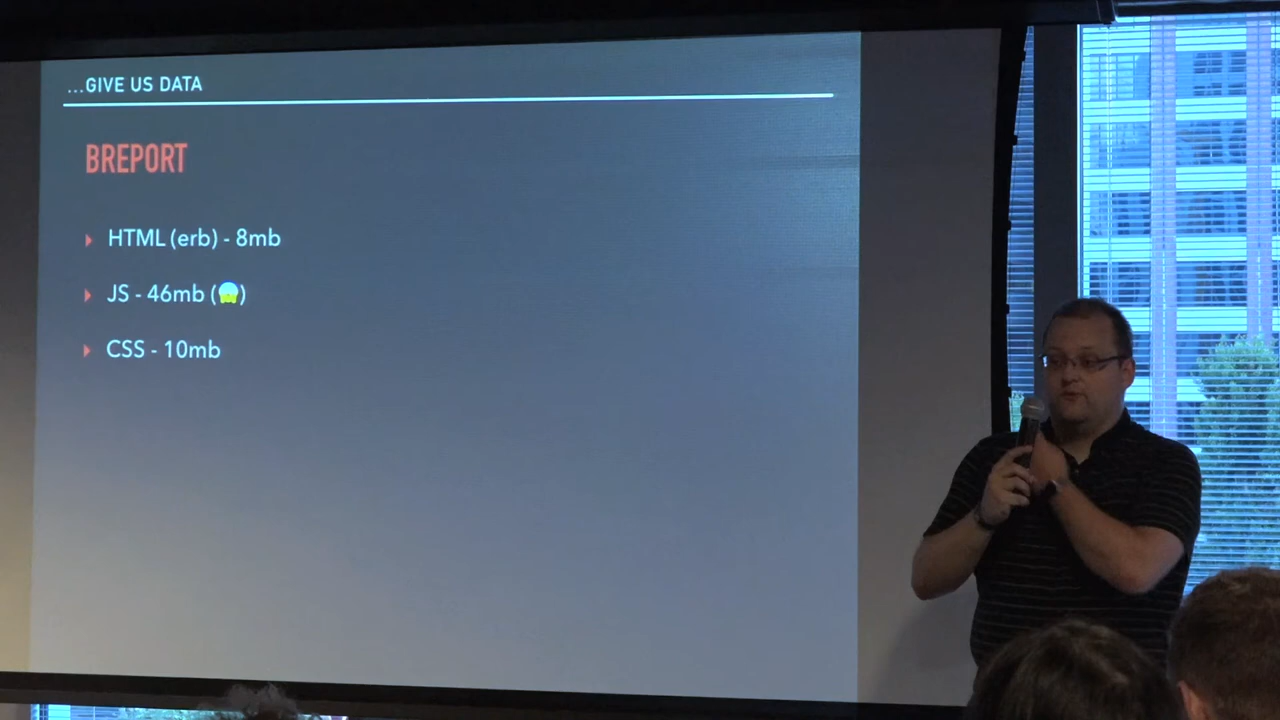 ...GIVE US DATA
BREPORT
HTML (erb) - 8mb
JS - 46mb (😱)
CSS - 10mb